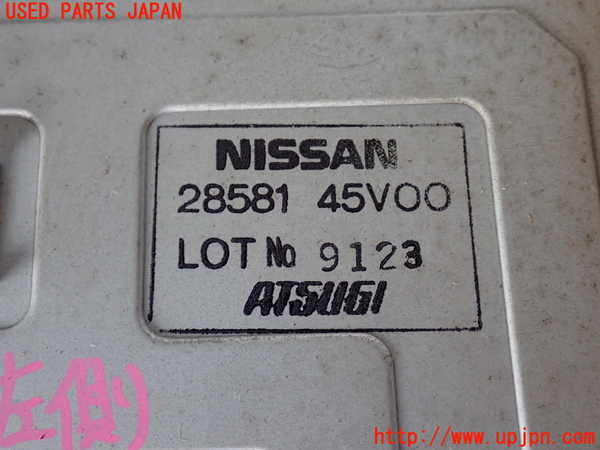 USED PARTS JAPAN
NISSAN
28581 45V00
LOT No 9123
ATSUGI
左側
http://www.upjpn.com/